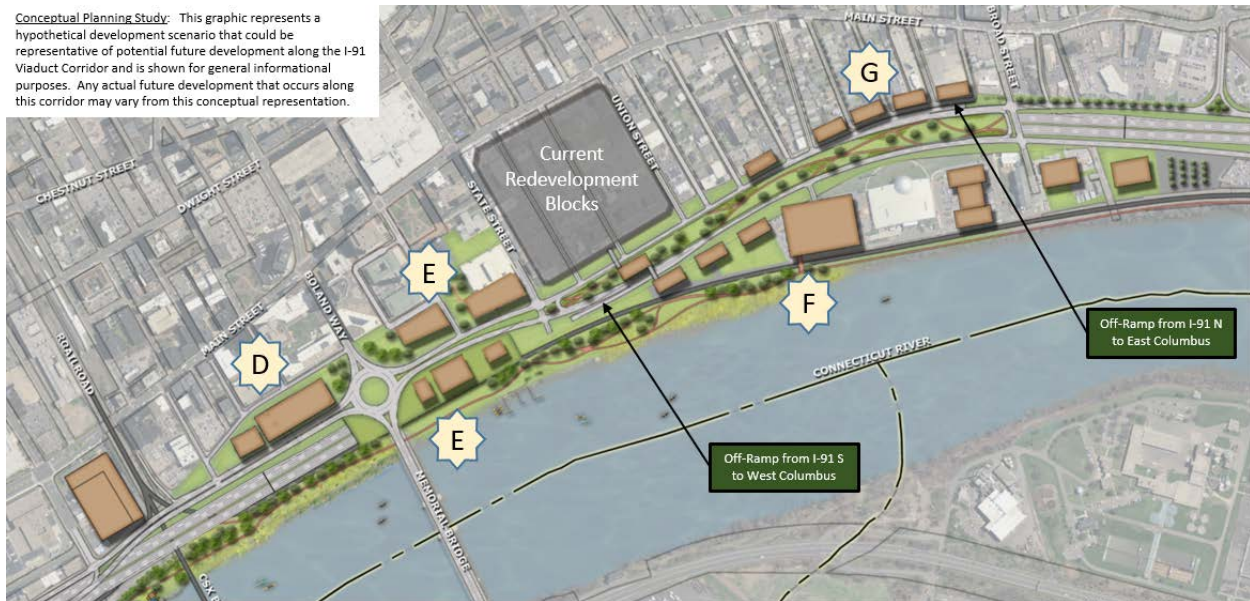 Conceptual Planning Study: This graphic represents a
hypothetical development scenario that could be
representative of potential future development along the I-91
Viaduct Corridor and is shown for general informational
purposes. Any actual future development that occurs along
this corridor may vary from this conceptual representation.
MAIN STREET
BROAD STREET
G
UNION STREET
Current
Redevelopment
Blocks
CHESTNUT STREET
DWIGHT STREET
STATE STREET
E
BOLAND WAY
MAIN STREET
F
D
ROAILROAD
Off-Ramp from I-91 N
to East Columbus
CONNECTICUT RIVER
E
Off-Ramp from I-91 S
to West Columbus
MEMORIAL BRIDGE
CSX